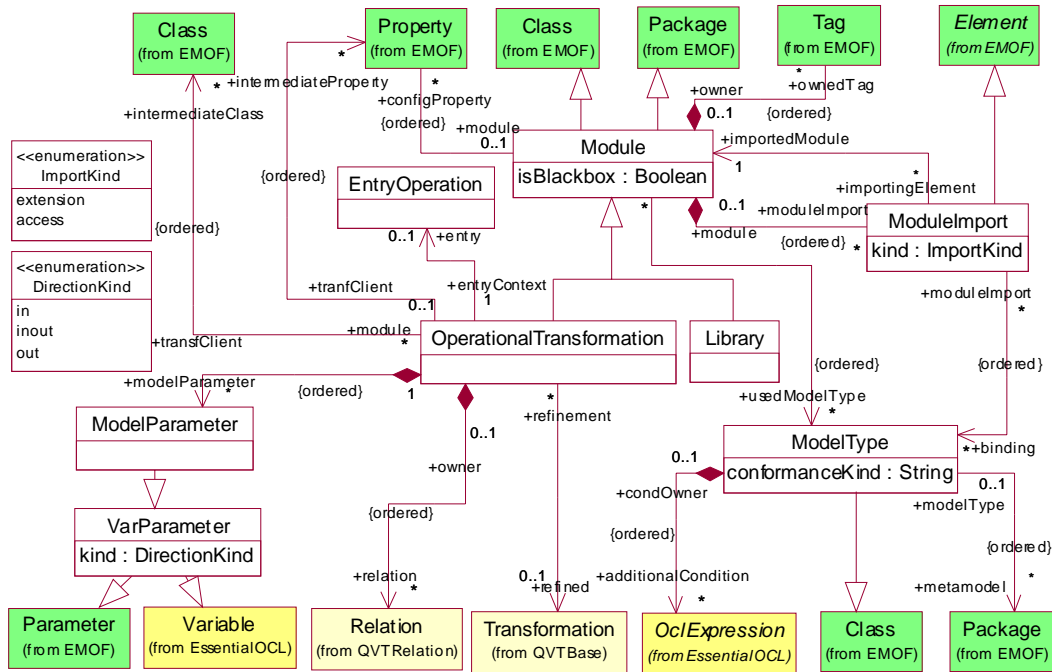 Class
(from EMOF)
Property
(from EMOF)
Class
(from EMOF)
Package
(from EMOF)
Tag
(from EMOF)
Element
(from EMOF)
*
+intermediateProperty
*
+intermediateClass
*
+configProperty
{ordered}
+module
0..1
+owner
0..1
*
+ownedTag
{ordered}
Module
isBlackbox : Boolean
+importedModule
1
*
+importingElement
<<enumeration>>
ImportKind
extension
access
{ordered}
{ordered}
EntryOperation
0..1
+entry
*
0..1
+module
+moduleImport
{ordered}
*
ModuleImport
kind : ImportKind
<<enumeration>>
DirectionKind
in
inout
out
+tranfClient
0..1
+entryContext
1
+moduleImport
*
+transfClient
+module
*
OperationalTransformation
Library
+modelParameter
*
{ordered}
1
{ordered}
{ordered}
ModelParameter
0..1
+owner
*
+refinement
+usedModelType
*
ModelType
conformanceKind : String
*
+binding
0..1
+condOwner
0..1
+modelType
VarParameter
kind : DirectionKind
{ordered}
{ordered}
{ordered}
+relation
*
0..1
+refined
+additionalCondition
*
*
+metamodel
Parameter
(from EMOF)
Variable
(from EssentialOCL)
Relation
(from QVTRelation)
Transformation
(from QVTBase)
OclExpression
(from EssentialOCL)
Class
(from EMOF)
Package
(from EMOF)